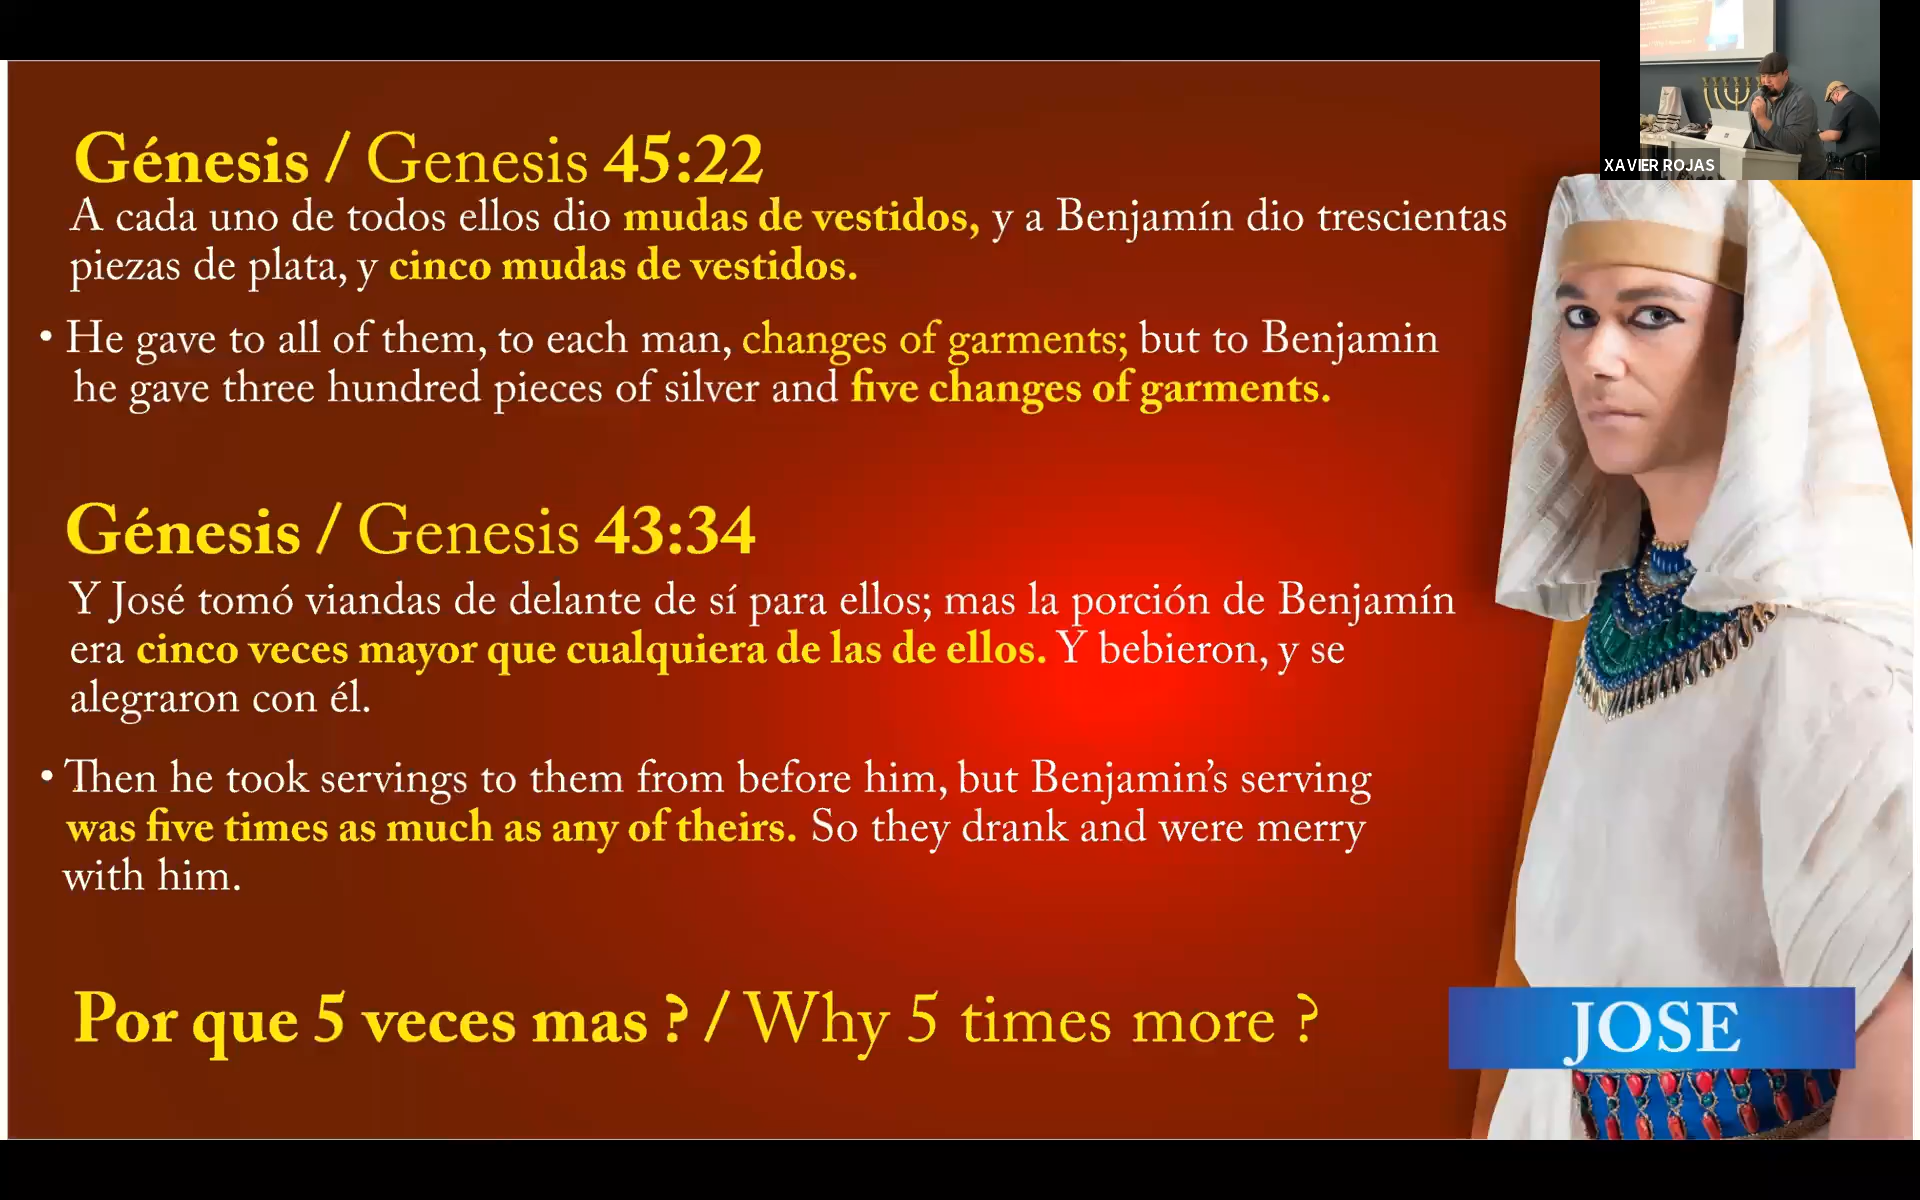 XAVIER ROJAS
Génesis / Genesis 45:22
A cada uno de todos ellos dio mudas de vestidos, y a Benjamín dio trescientas
piezas de plata, y cinco mudas de vestidos.
• He gave to all of them, to each man, changes of garments; but to Benjamin
he gave three hundred pieces of silver and five changes of garments.
Génesis / Genesis 43:34
Y José tomó viandas de delante de sí para ellos; mas la porción de Benjamín
era cinco veces mayor que cualquiera de las de ellos. Y bebieron, y se
alegraron con él.
• Then he took servings to them from before him, but Benjamin’s serving
was five times as much as any of theirs. So they drank and were merry
with him.
Por que 5 veces mas ? / Why 5 times more ?
JOSE